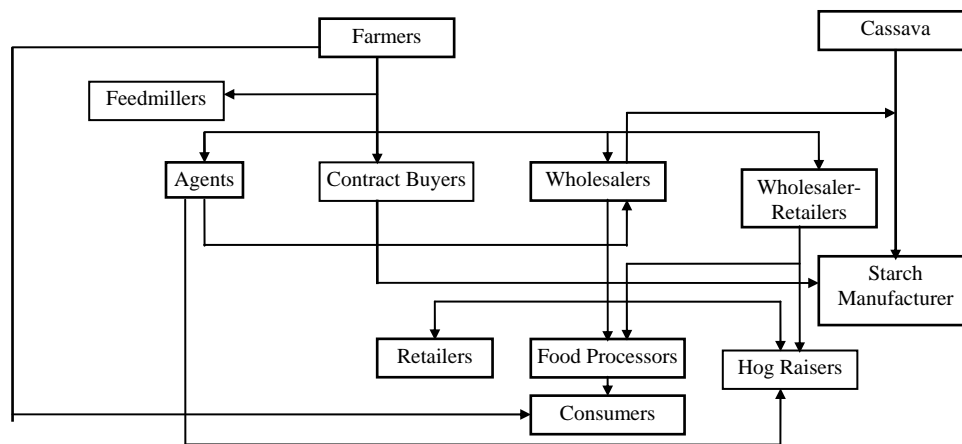 Farmers
Cassava
Feedmillers
Agents
Contract Buyers
Wholesalers
Wholesaler-
Retailers
Starch
Manufacturer
Retailers
Food Processors
Hog Raisers
Consumers